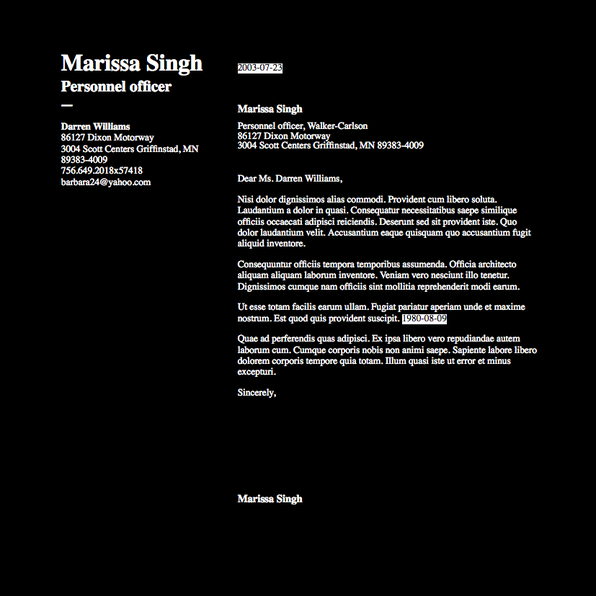 Marissa Singh
Personnel officer
—
Darren Williams
86127 Dixon Motorway
3004 Scott Centers Griffinstad, MN
89383-4009
756.649.2018x57418
barbara24@yahoo.com
2003-07-23
Marissa Singh
Personnel officer, Walker-Carlson
86127 Dixon Motorway
3004 Scott Centers Griffinstad, MN 89383-4009
Dear Ms. Darren Williams,
Nisi dolor dignissimos alias commodi. Provident cum libero soluta.
Laudantium a dolor in quasi. Consequatur necessitatibus saepe similique
officiis occaecati adipisci reiciendis. Deserunt sed sit provident iste. Quo
dolor laudantium velit. Accusantium eaque quisquam quo accusantium fugit
aliquid inventore.
Consequuntur officiis tempora temporibus assumenda. Officia architecto
aliquam aliquam laborum inventore. Veniam vero nesciunt illo tenetur.
Dignissimos cumque nam officiis sint mollitia reprehenderit modi earum.
Ut esse totam facilis earum ullam. Fugiat pariatur aperiam unde et maxime
nostrum. Est quod quis provident suscipit. 1980-08-09
Quae ad perferendis quas adipisci. Ex ipsa libero vero repudiandae autem
laborum cum. Cumque corporis nobis non animi saepe. Sapiente labore libero
dolorem corporis tempore quia totam. Illum quasi iste ut error et minus
excepturi.
Sincerely,
Marissa Singh